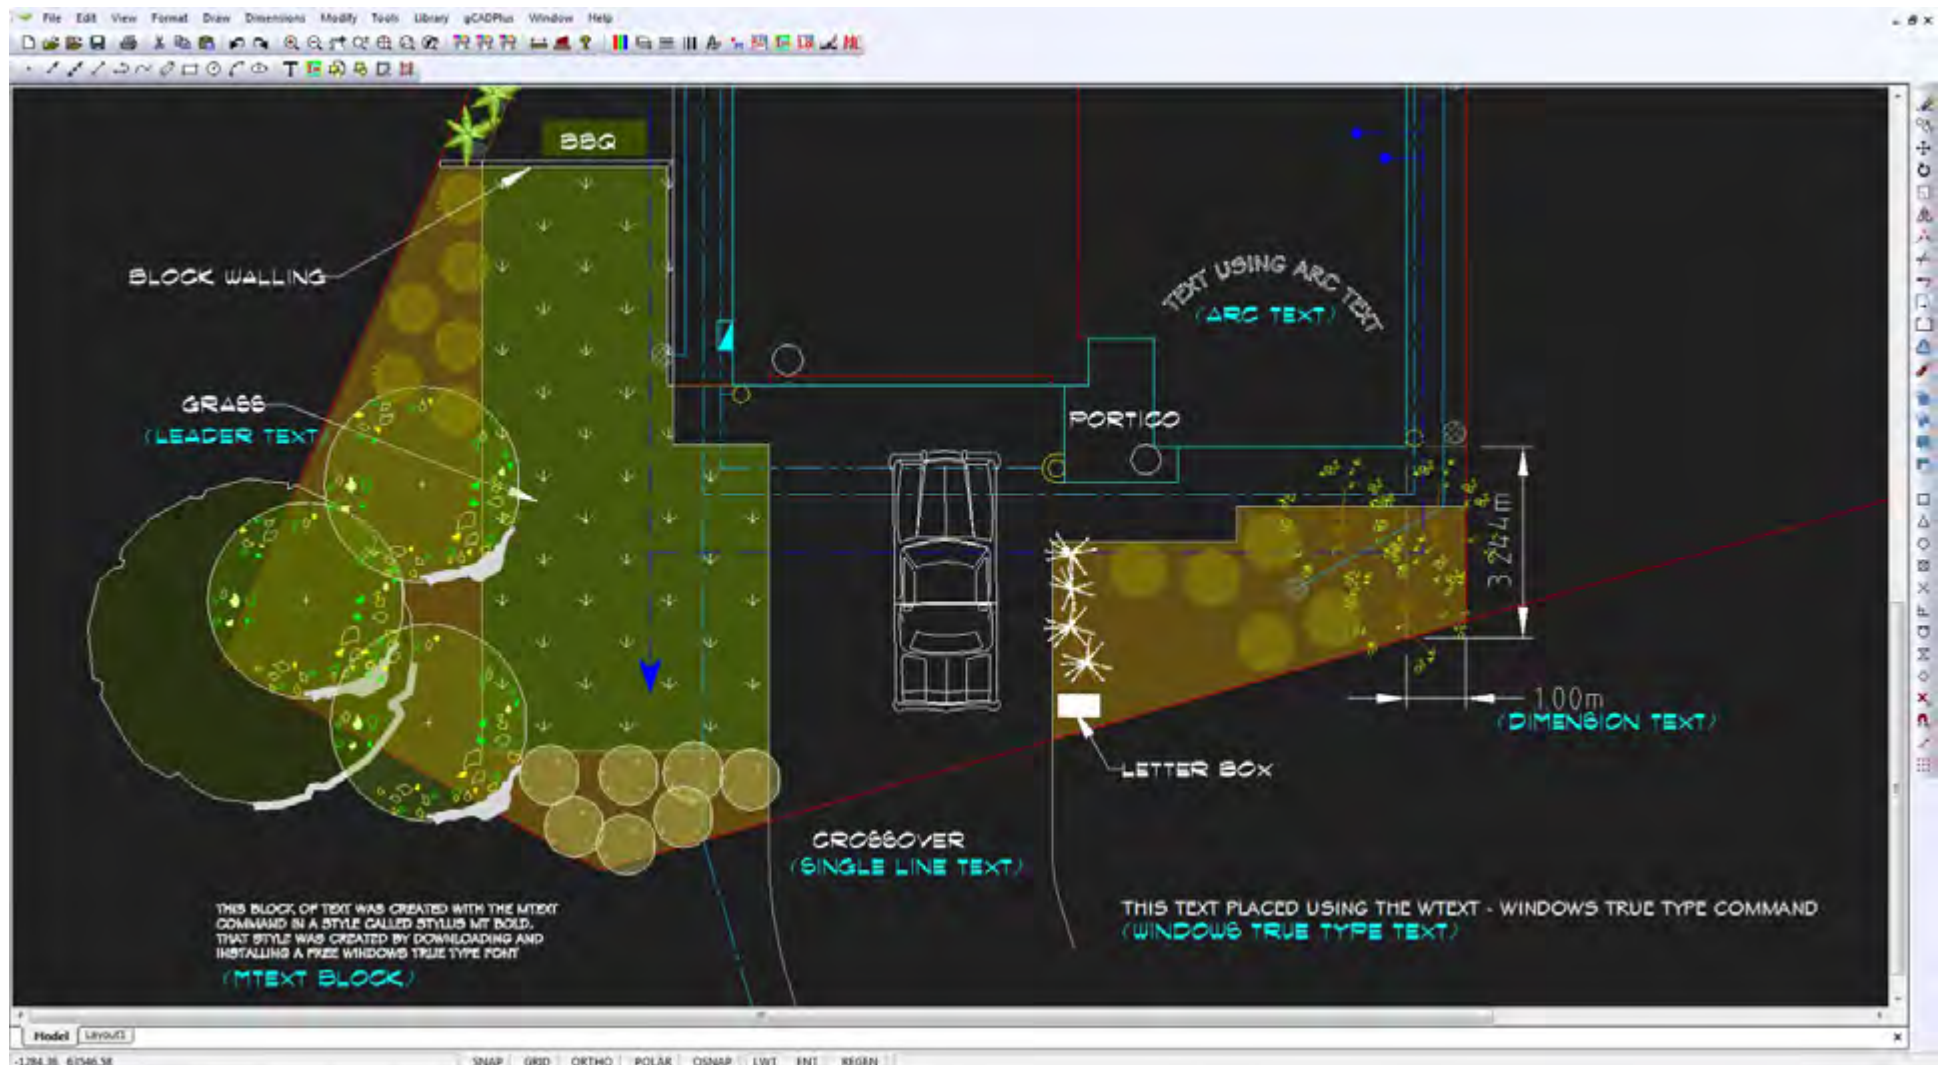 File Edit View Format Draw Dimensions Modify Tools Library gCADPlus Window Help
BBQ
BLOCK WALLING
TEXT USING ARC TEXT
(ARC TEXT)
GRASS
(LEADER TEXT)
PORTICO
3.244m
1.00m
(DIMENSION TEXT)
LETTER BOX
CROSSOVER
(SINGLE LINE TEXT)
THIS BLOCK OF TEXT WAS CREATED WITH THE MTEXT
COMMAND IN A STYLE CALLED STYLUS MT BOLD.
THAT STYLE WAS CREATED BY DOWNLOADING AND
INSTALLING A FREE WINDOWS TRUE TYPE FONT
(MTEXT BLOCK)
THIS TEXT PLACED USING THE WTEXT - WINDOWS TRUE TYPE COMMAND
(WINDOWS TRUE TYPE TEXT)
Model Layout1
-1284.36, 63546.58 SNAP GRID ORTHO POLAR OSNAP LWT ENT REGEN